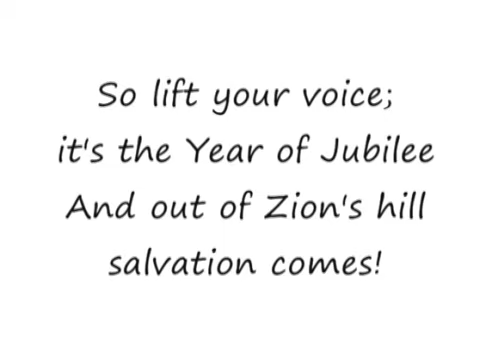 So lift your voice;
it's the Year of Jubilee
And out of Zion's hill
salvation comes!